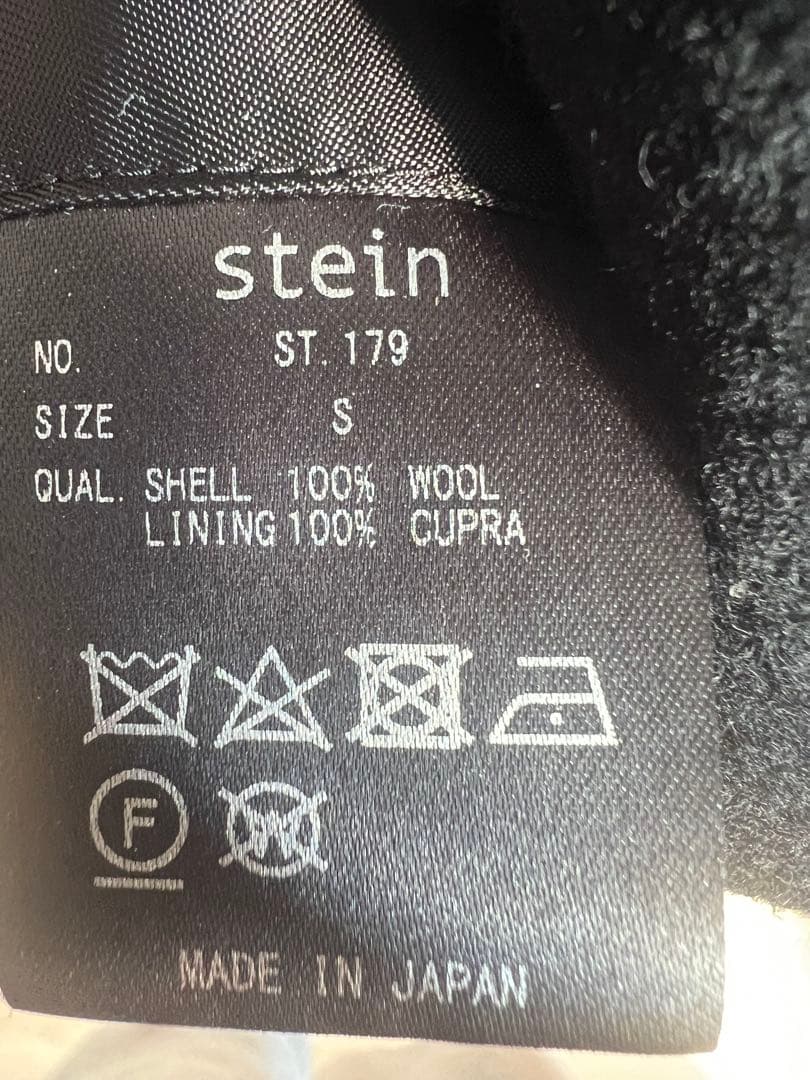 stein
NO. ST.179
SIZE S
QUAL. SHELL 100% WOOL
LINING 100% CUPRA
F W
MADE IN JAPAN